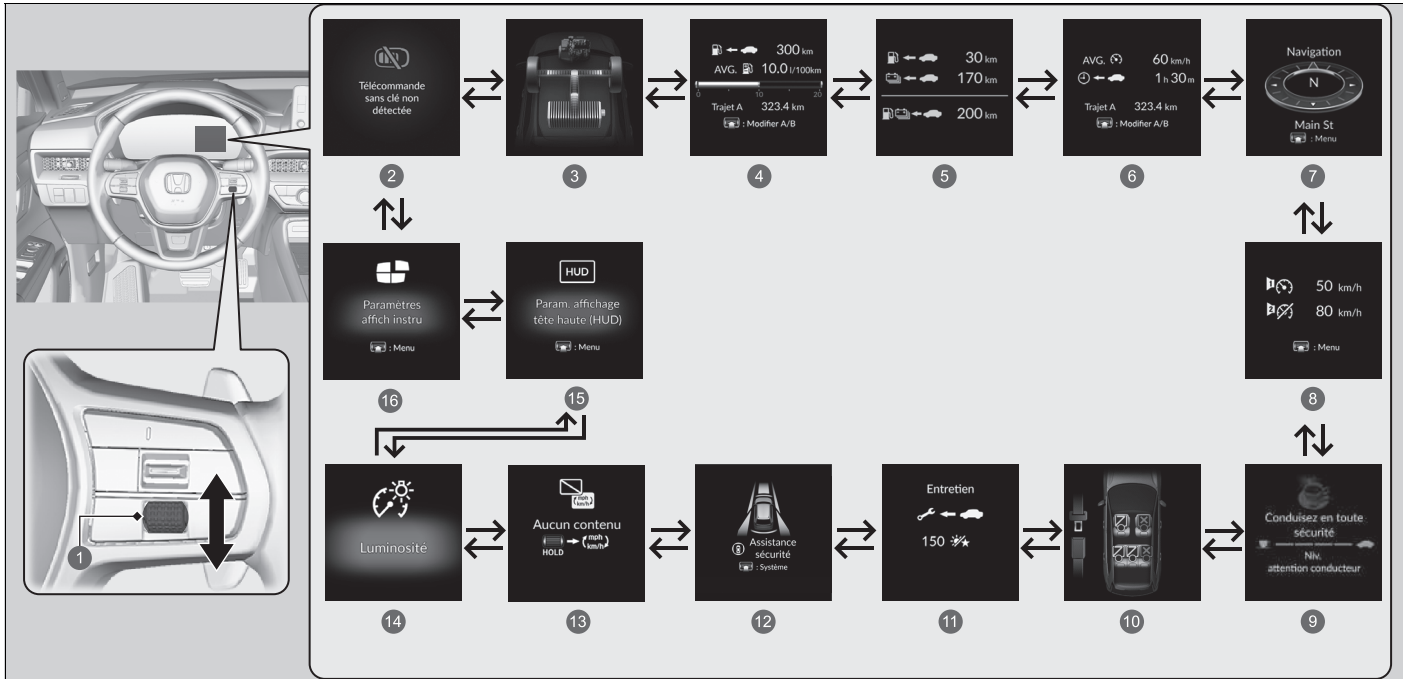 Télécommande
sans clé non
détectée
2
3
300 km
AVG. 10.0 l/100km
0 10 20
Trajet A 323.4 km
: Modifier A/B
4
30 km
170 km
200 km
5
AVG. 60 km/h
1 h 30 m
Trajet A 323.4 km
: Modifier A/B
6
Navigation
N
Main St
: Menu
7
Paramètres
affich instru
: Menu
16
HUD
Param. affichage
tête haute (HUD)
: Menu
15
1 50 km/h
2 80 km/h
: Menu
8
1
Luminosité
14
mph
km/h
Aucun contenu
HOLD
mph
km/h
13
Assistance
sécurité
: Système
12
Entretien
150
11
10
Conduisez en toute
sécurité
Niv.
attention conducteur
9